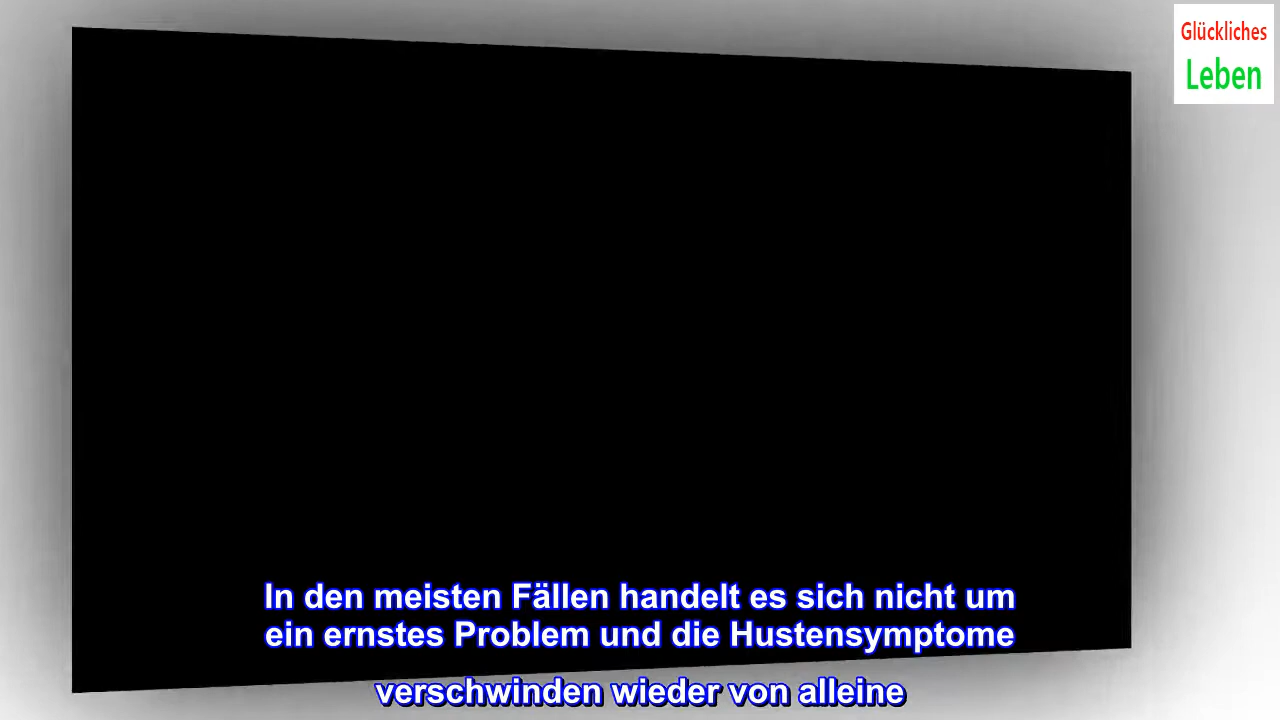 Glückliches
Leben
In den meisten Fällen handelt es sich nicht um
ein ernstes Problem und die Hustensymptome
verschwinden wieder von alleine